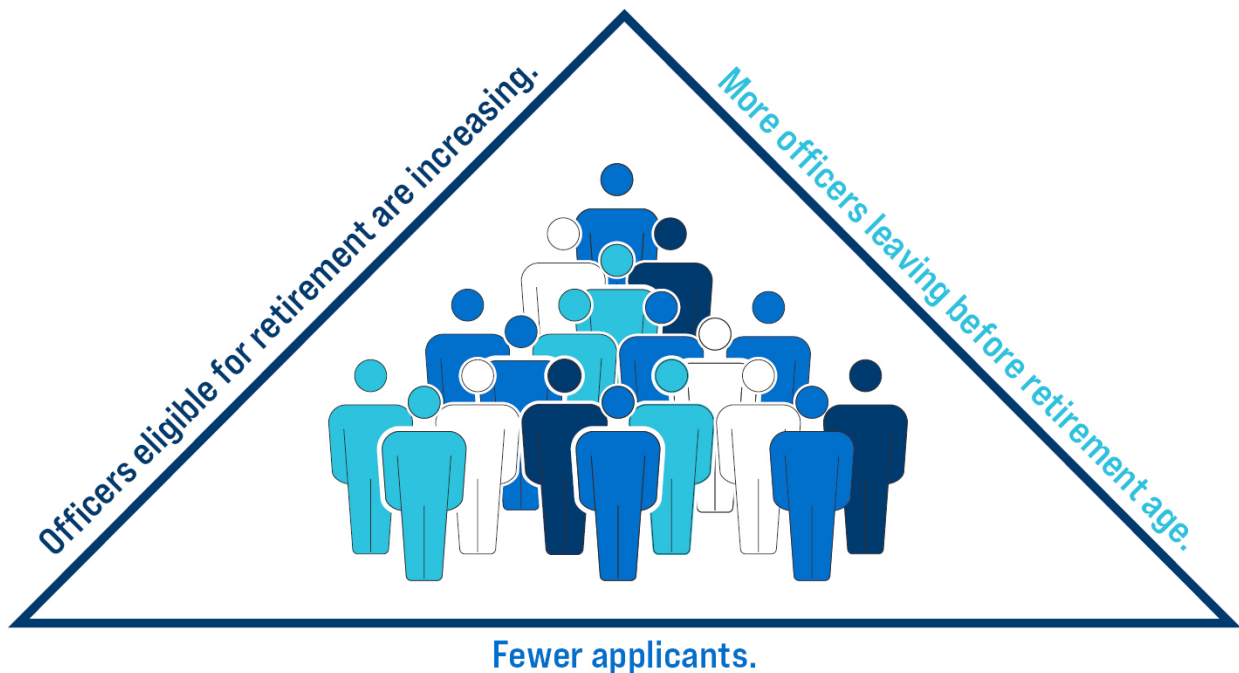 Officers eligible for retirement are increasing.
More officers leaving before retirement age.
Fewer applicants.